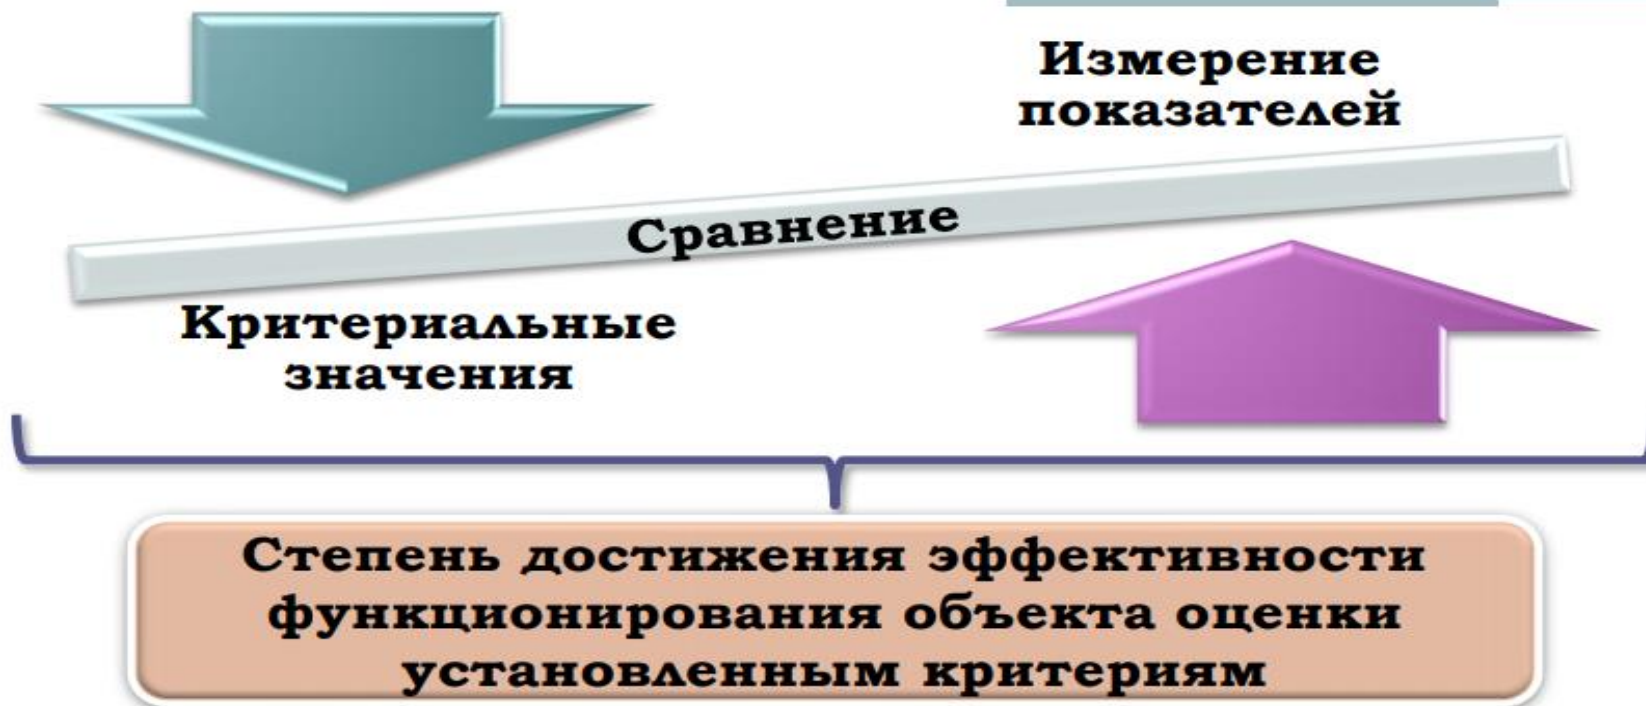 Измерение
показателей
Сравнение
Критериальные
значения
Степень достижения эффективности
функционирования объекта оценки
установленным критериям